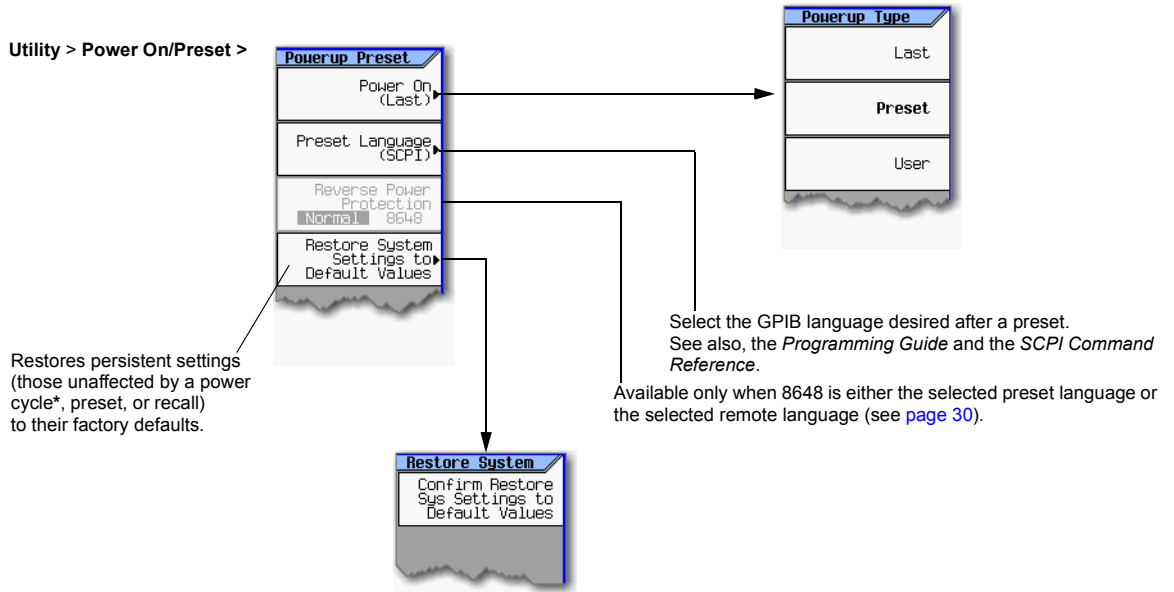 Utility > Power On/Preset >
Powerup Preset
Power On
(Last)
Preset Language
(SCPI)
Reverse Power
Protection
Normal 8648
Restore System
Settings to
Default Values
Powerup Type
Last
Preset
User
Select the GPIB language desired after a preset.
See also, the Programming Guide and the SCPI Command
Reference.
Available only when 8648 is either the selected preset language or
the selected remote language (see page 30).
Restores persistent settings
(those unaffected by a power
cycle*, preset, or recall)
to their factory defaults.
Restore System
Confirm Restore
Sys Settings to
Default Values